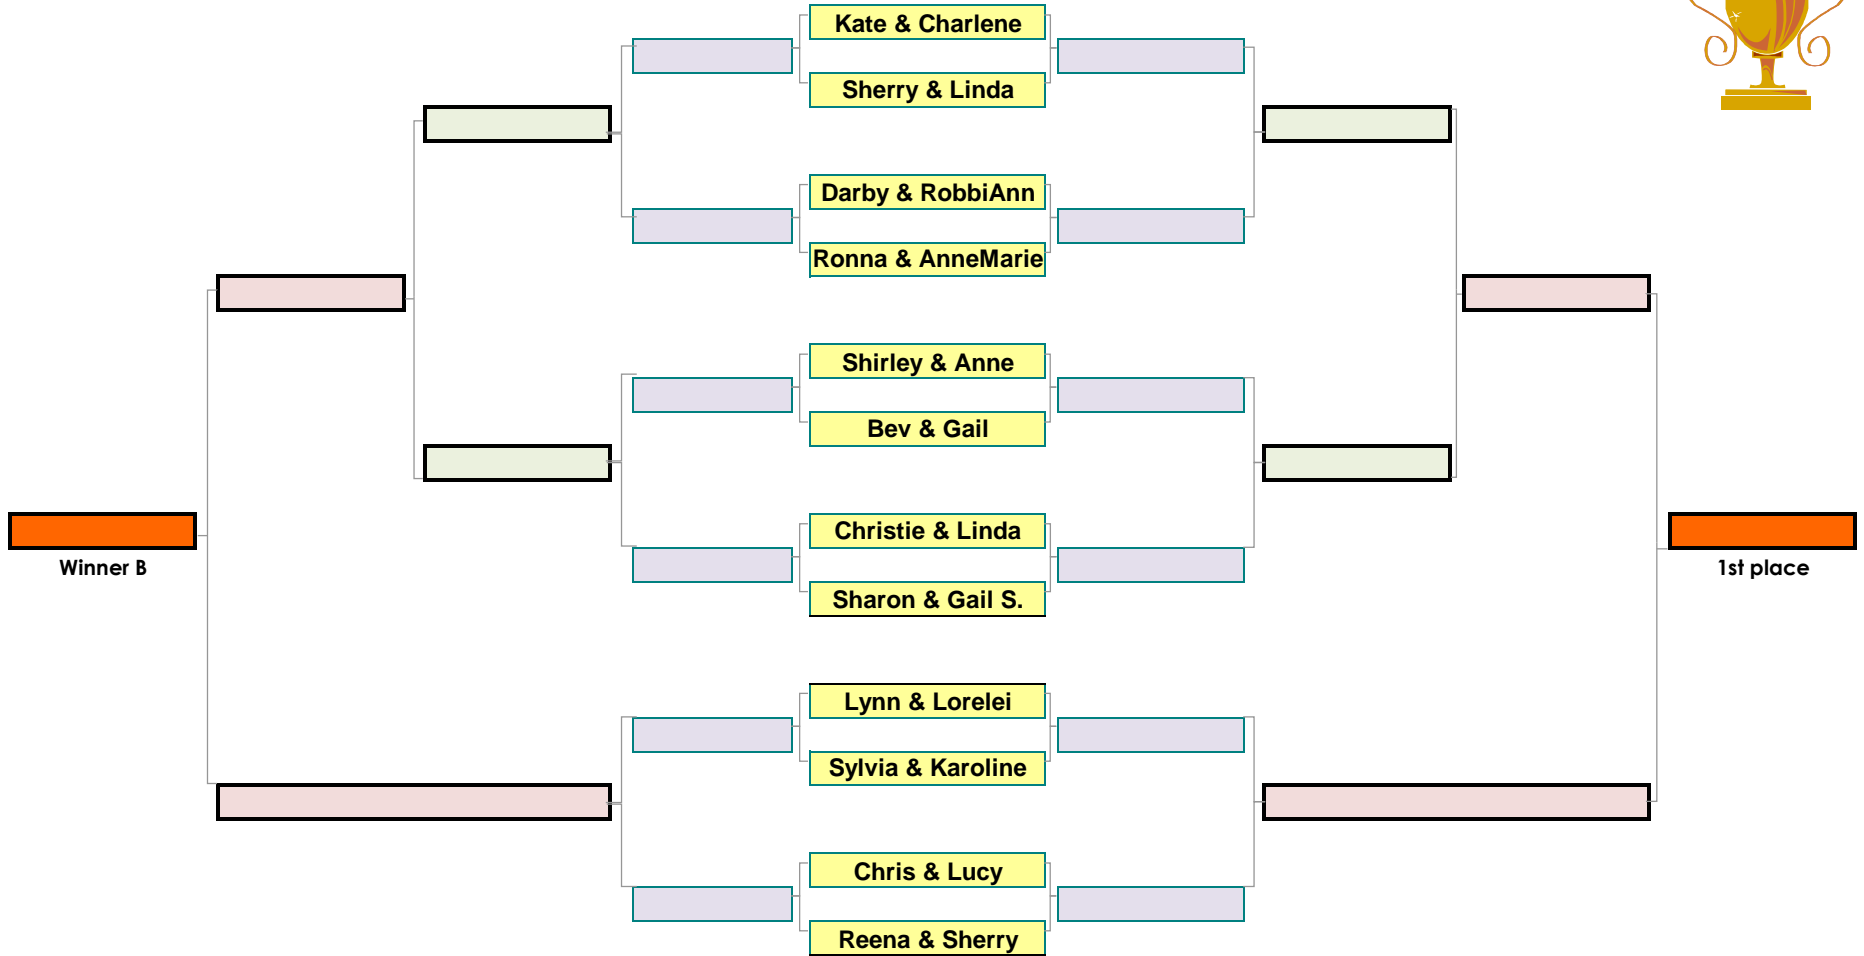 Kate & Charlene
Sherry & Linda
Darby & RobbiAnn
Ronna & AnneMarie
Shirley & Anne
Bev & Gail
Christie & Linda
Winner B
1st place
Sharon & Gail S.
Lynn & Lorelei
Sylvia & Karoline
Chris & Lucy
Reena & Sherry